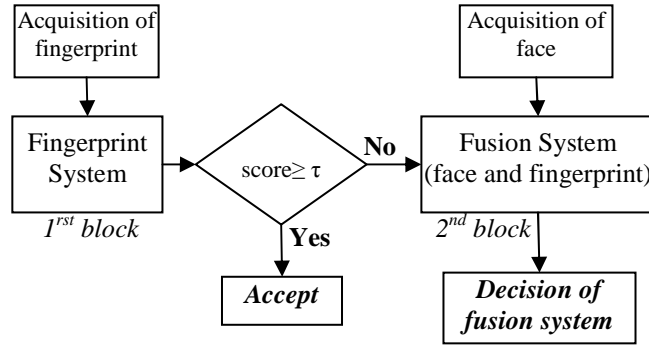 Acquisition of
fingerprint
Acquisition of
face
Fingerprint
System
score≥ τ
No
Fusion System
(face and fingerprint)
1rst block
Yes
2nd block
Accept
Decision of
fusion system